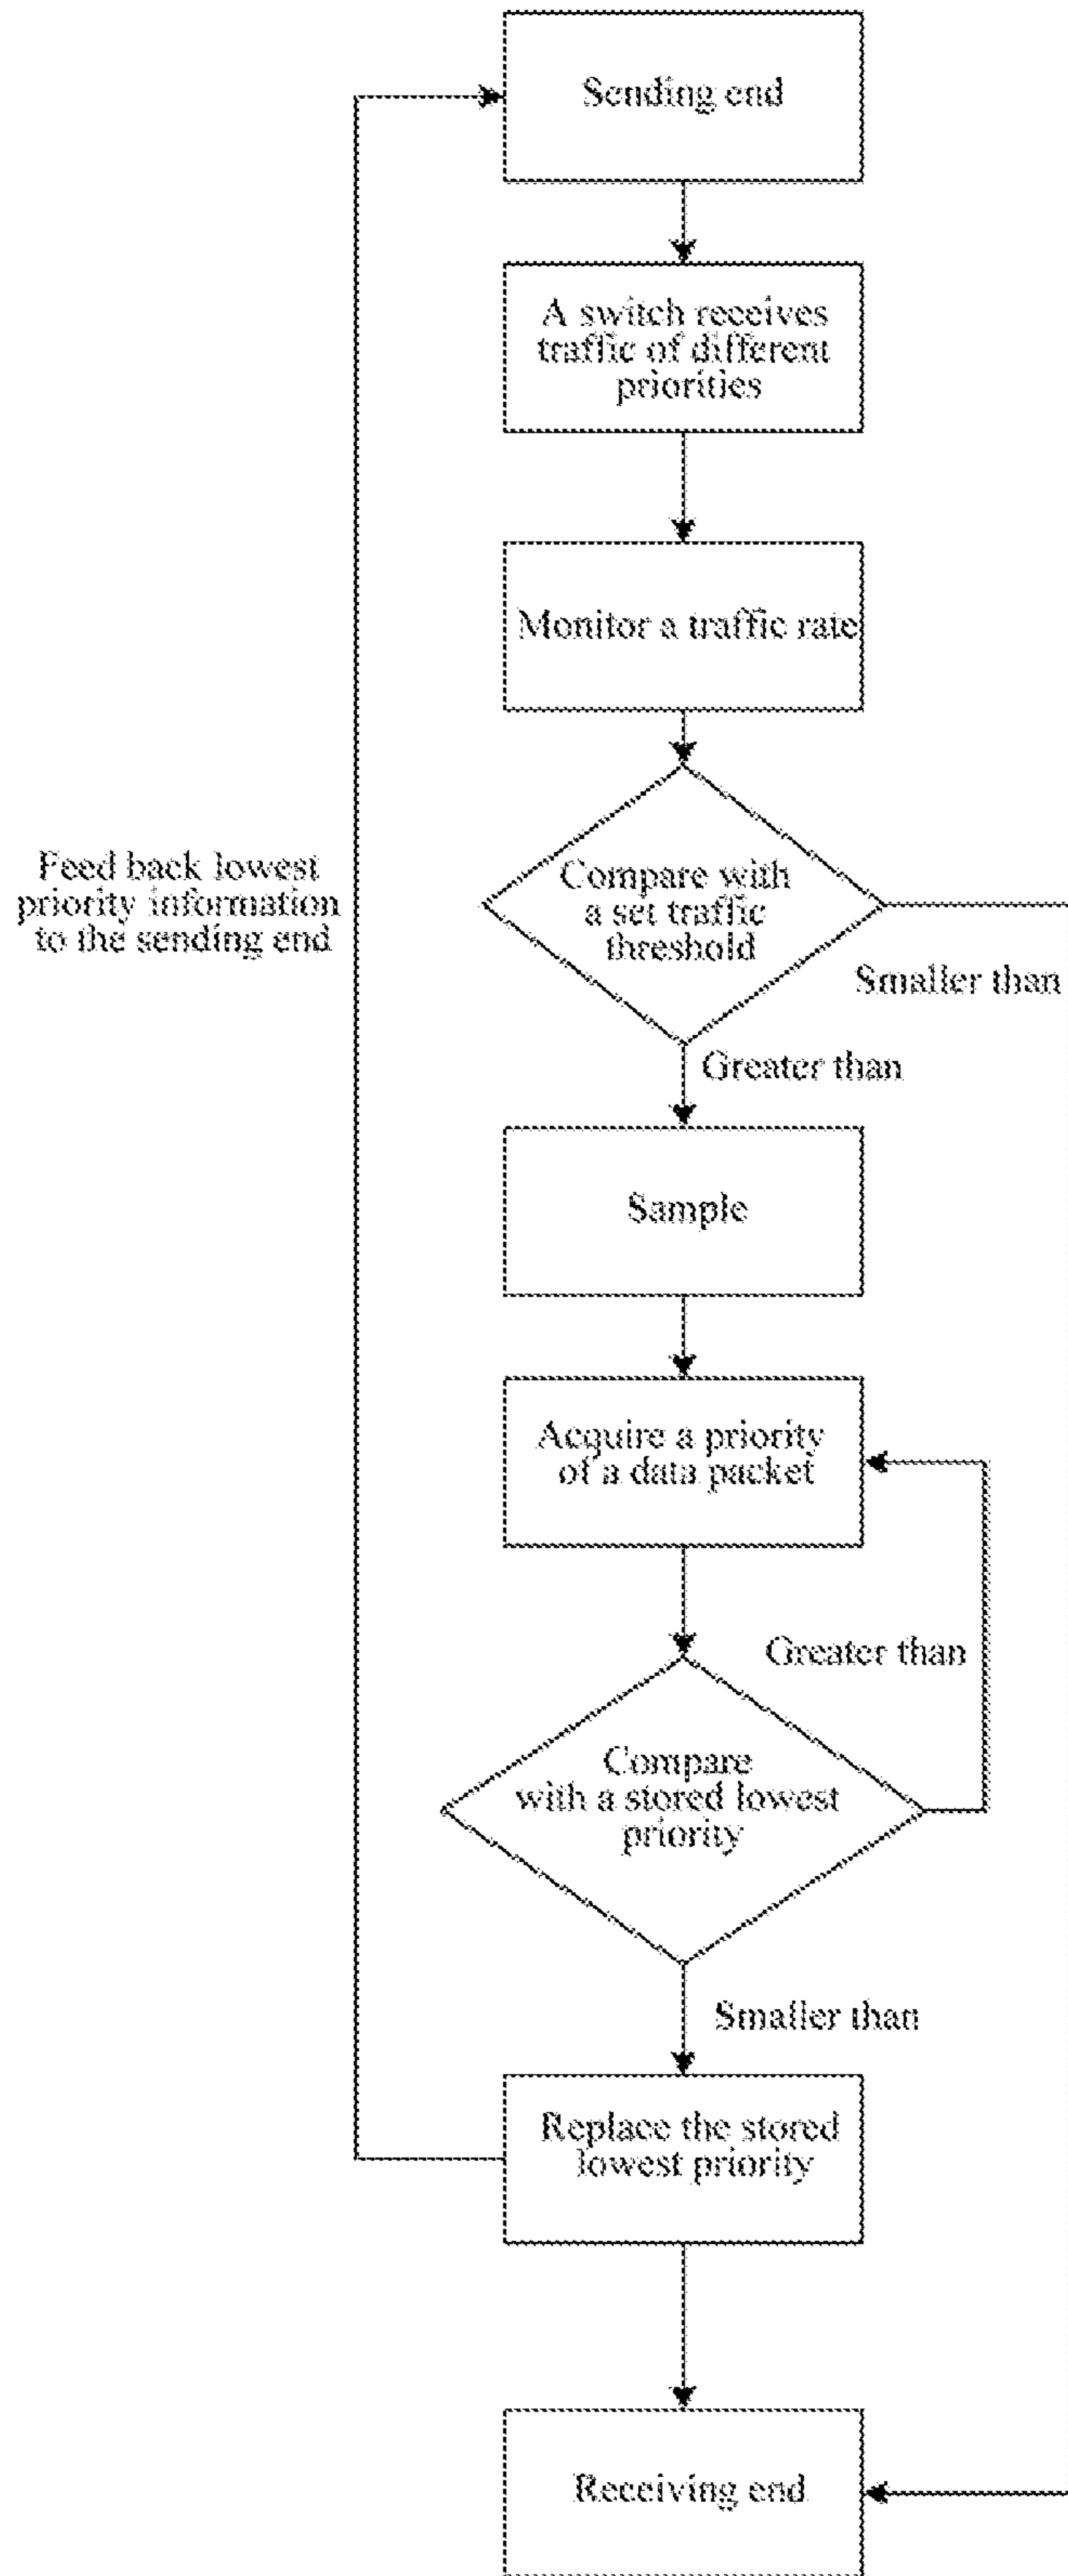 Sending end
A switch receives
traffic of different
priorities
Monitor a traffic rate
Feed back lowest
priority information
to the sending end
Compare with
a set traffic
threshold
Smaller than
Greater than
Sample
Acquire a priority
of a data packet
Greater than
Compare
with a stored lowest
priority
Smaller than
Replace the stored
lowest priority
Receiving end